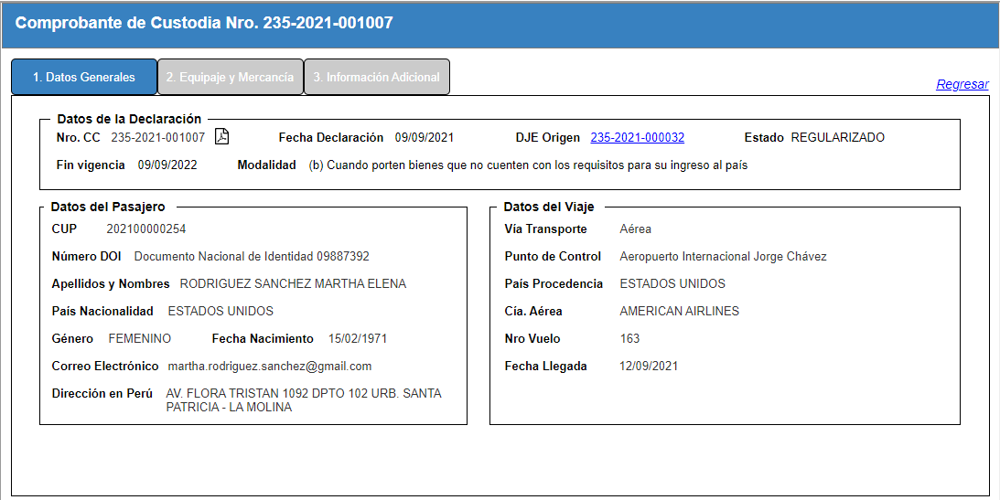 Comprobante de Custodia Nro. 235-2021-001007
1. Datos Generales 2. Equipaje y Mercancía 3. Información Adicional
Regresar
Datos de la Declaración
Nro. CC 235-2021-001007 Fecha Declaración 09/09/2021 DJE Origen 235-2021-000032 Estado REGULARIZADO
Fin vigencia 09/09/2022 Modalidad (b) Cuando porten bienes que no cuenten con los requisitos para su ingreso al país
Datos del Pasajero
CUP 202100000254
Número DOI Documento Nacional de Identidad 09887392
Apellidos y Nombres RODRIGUEZ SANCHEZ MARTHA ELENA
País Nacionalidad ESTADOS UNIDOS
Género FEMENINO Fecha Nacimiento 15/02/1971
Correo Electrónico martha.rodriguez.sanchez@gmail.com
Dirección en Perú AV. FLORA TRISTAN 1092 DPTO 102 URB. SANTA
PATRICIA - LA MOLINA
Datos del Viaje
Vía Transporte Aérea
Punto de Control Aeropuerto Internacional Jorge Chávez
País Procedencia ESTADOS UNIDOS
Cía. Aérea AMERICAN AIRLINES
Nro Vuelo 163
Fecha Llegada 12/09/2021